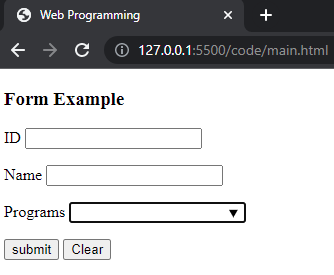 Web Programming
127.0.0.1:5500/code/main.html
Form Example
ID
Name
Programs
submit Clear